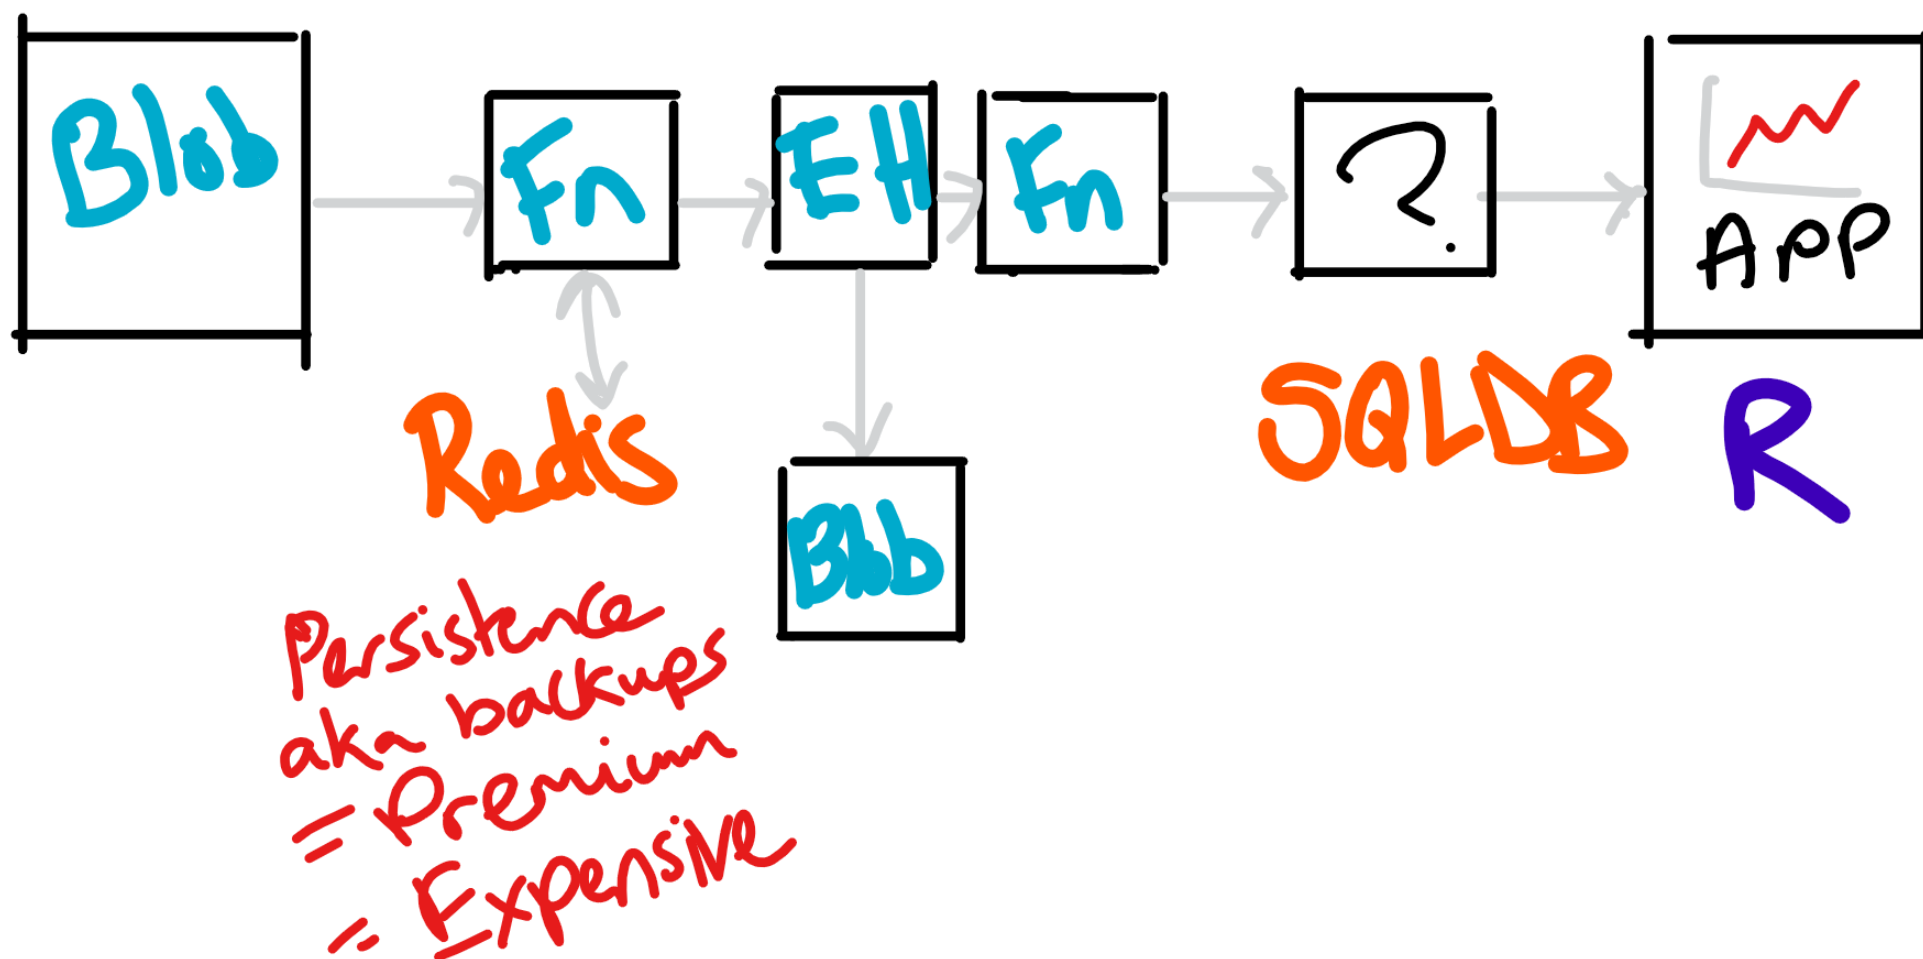 Blob
Fn
EH
Fn
?
APP
Redis
SQLDB
R
Blob
Persistence
aka backups
= Premium
= Expensive